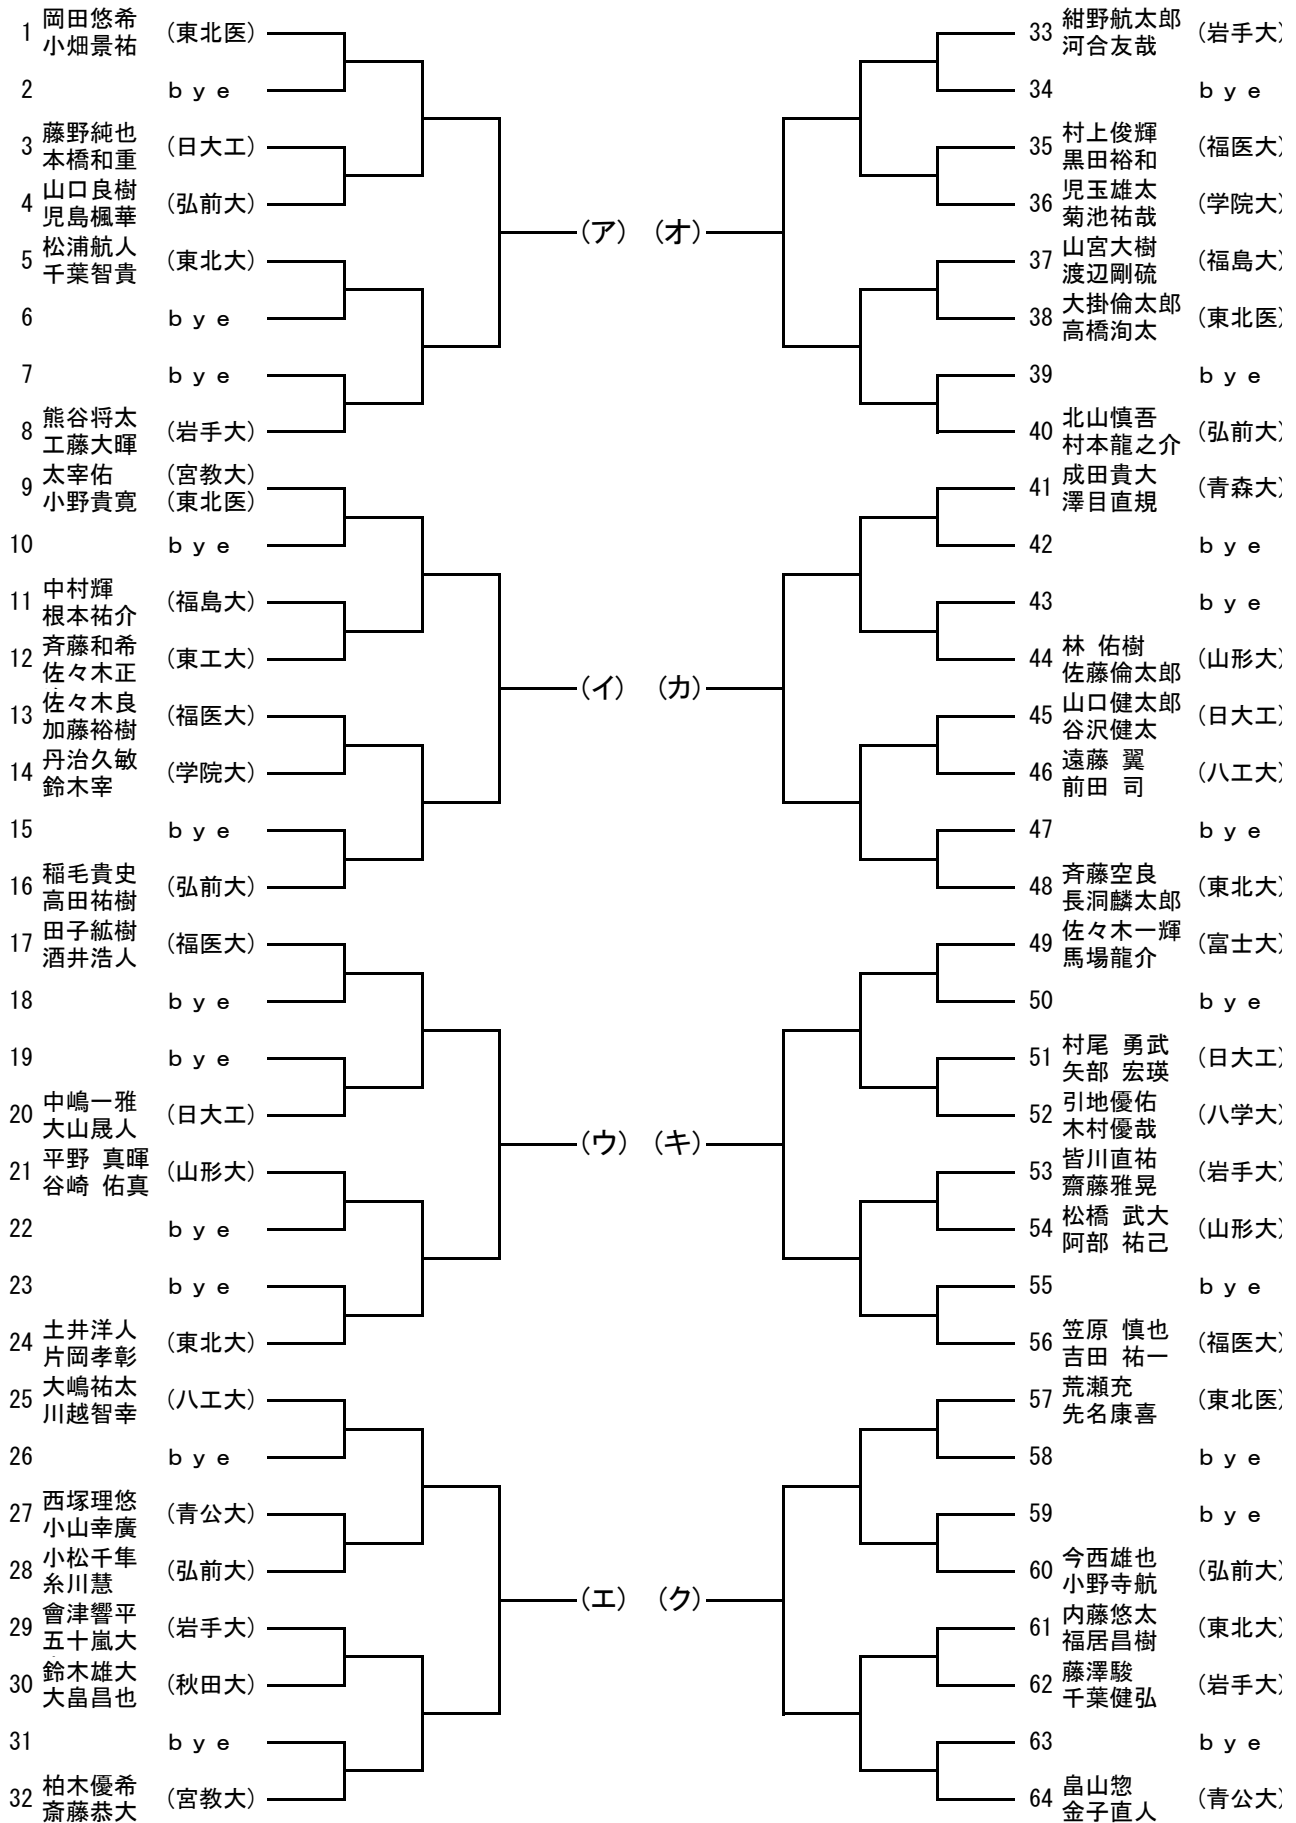 1 岡田悠希 (東北医)
小畑景祐
2 ｂｙｅ
3 藤野純也 (日大工)
本橋和重
4 山口良樹 (弘前大)
児島楓華
5 松浦航人 (東北大)
千葉智貴
6 ｂｙｅ
7 ｂｙｅ
8 熊谷将太 (岩手大)
工藤大暉
(ア)
9 太宰佑 (宮教大)
小野貴寛 (東北医)
10 ｂｙｅ
11 中村輝 (福島大)
根本祐介
12 斉藤和希 (東工大)
佐々木正
13 佐々木良 (福医大)
加藤裕樹
14 丹治久敏 (学院大)
鈴木宰
15 ｂｙｅ
16 稲毛貴史 (弘前大)
高田祐樹
(イ)
17 田子紘樹 (福医大)
酒井浩人
18 ｂｙｅ
19 ｂｙｅ
20 中嶋一雅 (日大工)
大山晟人
21 平野 真暉 (山形大)
谷崎 佑真
22 ｂｙｅ
23 ｂｙｅ
24 土井洋人 (東北大)
片岡孝彰
(ウ)
25 大嶋祐太 (八工大)
川越智幸
26 ｂｙｅ
27 西塚理悠 (青公大)
小山幸廣
28 小松千隼 (弘前大)
糸川慧
29 會津響平 (岩手大)
五十嵐大
30 鈴木雄大 (秋田大)
大畠昌也
31 ｂｙｅ
32 柏木優希 (宮教大)
斎藤恭大
(エ)
33 紺野航太郎 (岩手大)
河合友哉
34 ｂｙｅ
35 村上俊輝 (福医大)
黒田裕和
36 児玉雄太 (学院大)
菊池祐哉
37 山宮大樹 (福島大)
渡辺剛硫
38 大掛倫太郎 (東北医)
高橋洵太
39 ｂｙｅ
40 北山慎吾 (弘前大)
村本龍之介
(オ)
41 成田貴大 (青森大)
澤目直規
42 ｂｙｅ
43 ｂｙｅ
44 林 佑樹 (山形大)
佐藤倫太郎
45 山口健太郎 (日大工)
谷沢健太
46 遠藤 翼 (八工大)
前田 司
47 ｂｙｅ
48 斉藤空良 (東北大)
長洞麟太郎
(カ)
49 佐々木一輝 (富士大)
馬場龍介
50 ｂｙｅ
51 村尾 勇武 (日大工)
矢部 宏瑛
52 引地優佑 (八学大)
木村優哉
53 皆川直祐 (岩手大)
齋藤雅晃
54 松橋 武大 (山形大)
阿部 祐己
55 ｂｙｅ
56 笠原 慎也 (福医大)
吉田 祐一
(キ)
57 荒瀬充 (東北医)
先名康喜
58 ｂｙｅ
59 ｂｙｅ
60 今西雄也 (弘前大)
小野寺航
61 内藤悠太 (東北大)
福居昌樹
62 藤澤駿 (岩手大)
千葉健弘
63 ｂｙｅ
64 畠山惣 (青公大)
金子直人
(ク)